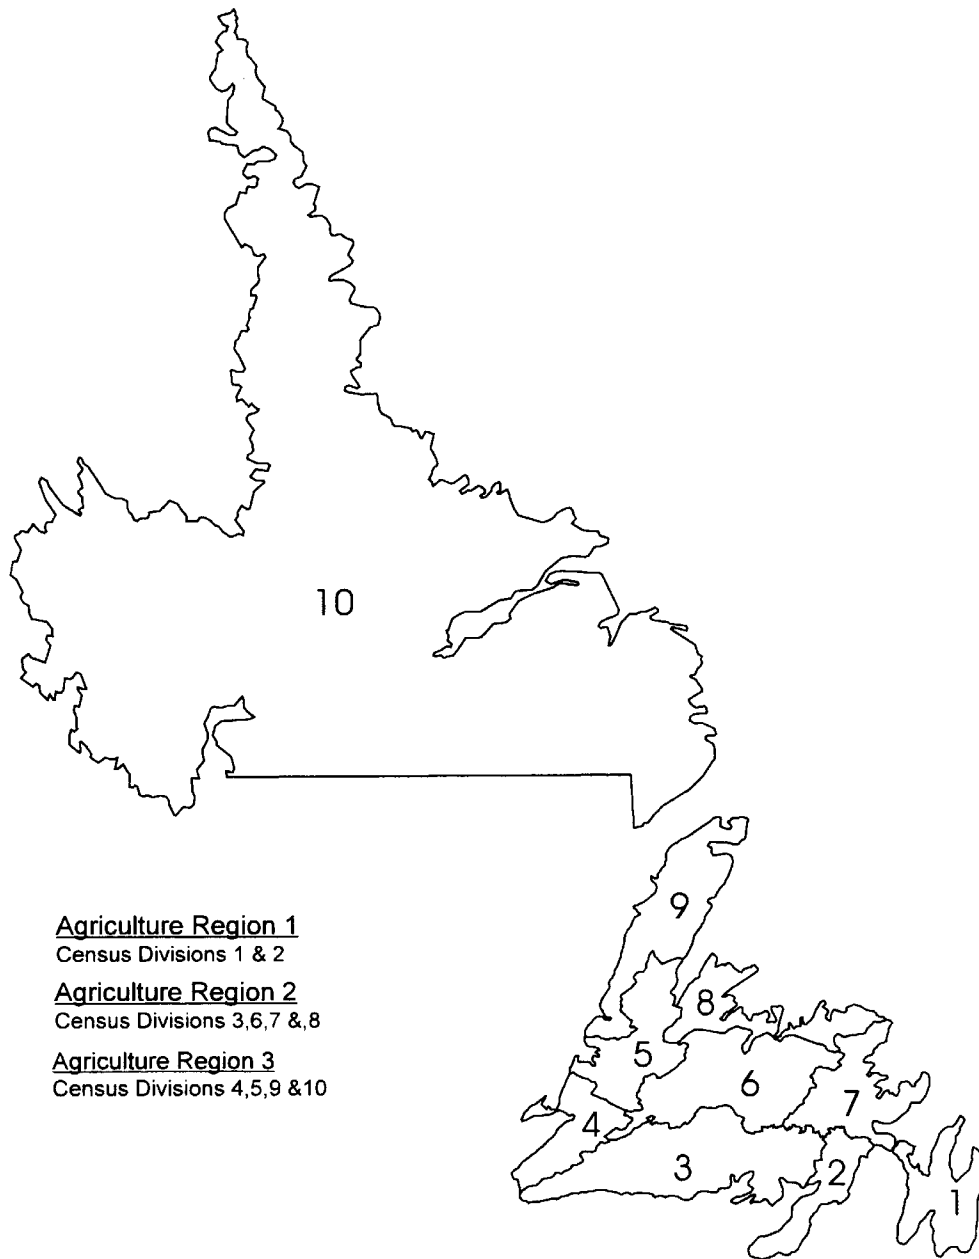 10
9
8
5
6
7
4
3
2
1
Agriculture Region 1
Census Divisions 1 & 2
Agriculture Region 2
Census Divisions 3,6,7 &,8
Agriculture Region 3
Census Divisions 4,5,9 &10